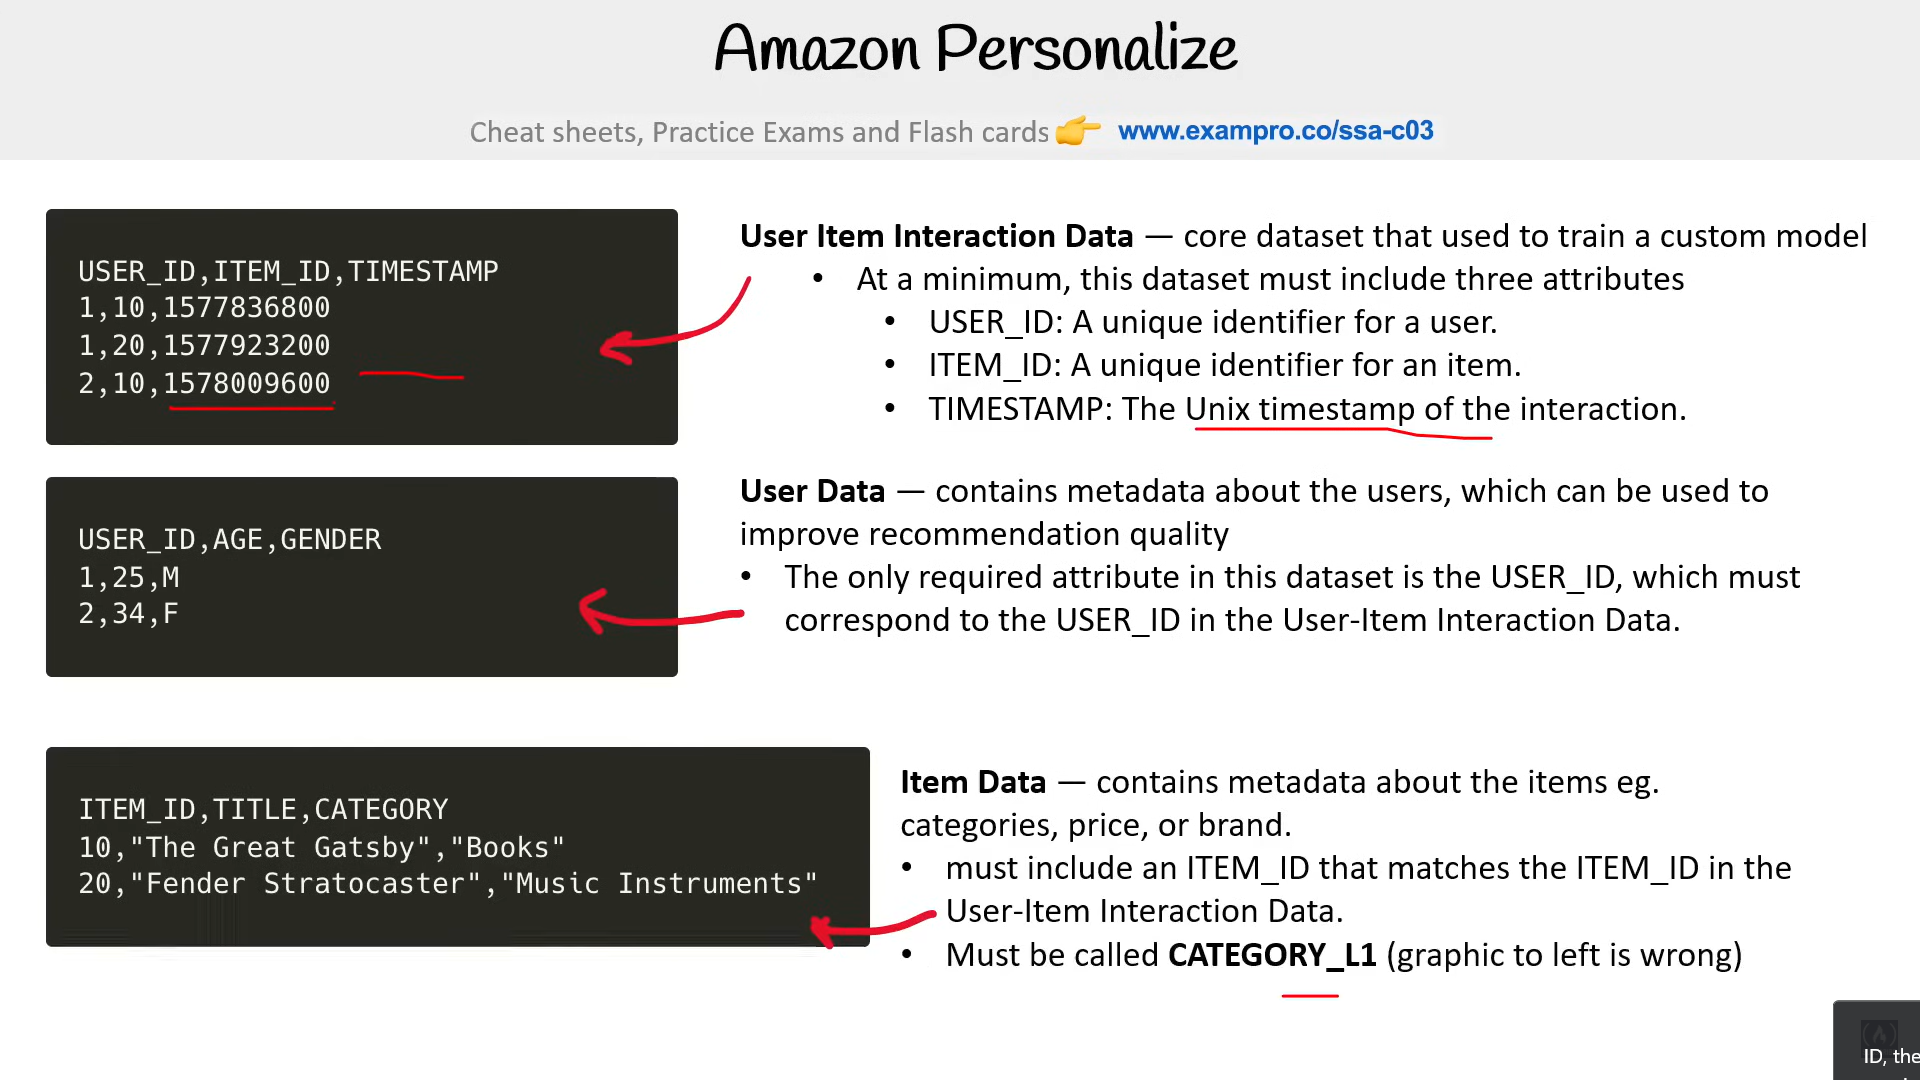 Amazon Personalize
Cheat sheets, Practice Exams and Flash cards 👉 www.exampro.co/ssa-c03
USER_ID,ITEM_ID,TIMESTAMP
1,10,1577836800
1,20,1577923200
2,10,1578009600
User Item Interaction Data — core dataset that used to train a custom model
• At a minimum, this dataset must include three attributes
• USER_ID: A unique identifier for a user.
• ITEM_ID: A unique identifier for an item.
• TIMESTAMP: The Unix timestamp of the interaction.
USER_ID,AGE,GENDER
1,25,M
2,34,F
User Data — contains metadata about the users, which can be used to
improve recommendation quality
• The only required attribute in this dataset is the USER_ID, which must
correspond to the USER_ID in the User-Item Interaction Data.
ITEM_ID,TITLE,CATEGORY
10,"The Great Gatsby","Books"
20,"Fender Stratocaster","Music Instruments"
Item Data — contains metadata about the items eg.
categories, price, or brand.
• must include an ITEM_ID that matches the ITEM_ID in the
User-Item Interaction Data.
• Must be called CATEGORY_L1 (graphic to left is wrong)
ID, the